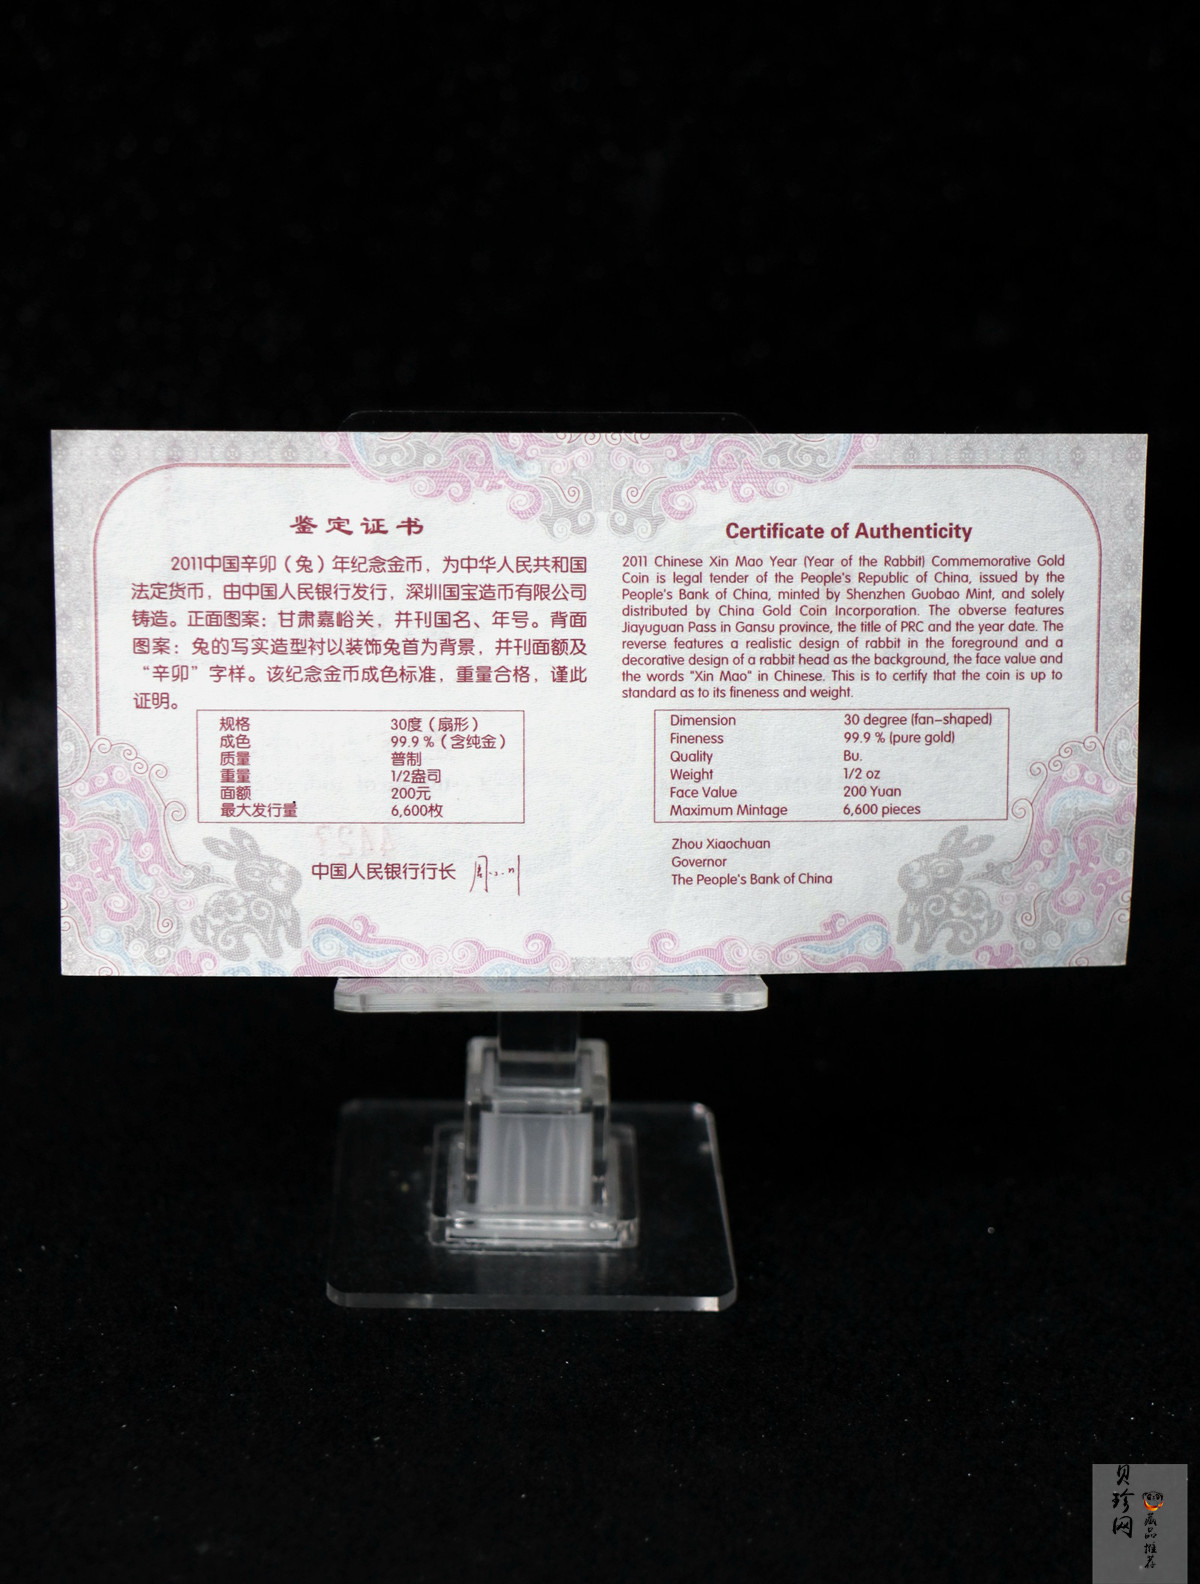 鉴定证书
2011中国辛卯（兔）年纪念金币，为中华人民共和国
法定货币，由中国人民银行发行，深圳国宝造币有限公司
铸造。正面图案：甘肃嘉峪关，并刊国名、年号。背面
图案：兔的写实造型衬以装饰兔首为背景，并刊面额及
“辛卯”字样。该纪念金币成色标准，重量合格，谨此
证明。
规格 30度（扇形）
成色 99.9 %（含纯金）
质量 普制
重量 1/2盎司
面额 200元
最大发行量 6,600枚
中国人民银行行长
Certificate of Authenticity
2011 Chinese Xin Mao Year (Year of the Rabbit) Commemorative Gold
Coin is legal tender of the People's Republic of China, issued by the
People's Bank of China, minted by Shenzhen Guobao Mint, and solely
distributed by China Gold Coin Incorporation. The obverse features
Jiayuguan Pass in Gansu province, the title of PRC and the year date. The
reverse features a realistic design of rabbit in the foreground and a
decorative design of a rabbit head as the background, the face value and
the words "Xin Mao" in Chinese. This is to certify that the coin is up to
standard as to its fineness and weight.
Dimension 30 degree (fan-shaped)
Fineness 99.9 % (pure gold)
Quality Bu.
Weight 1/2 oz
Face Value 200 Yuan
Maximum Mintage 6,600 pieces
Zhou Xiaochuan
Governor
The People's Bank of China
贝珍网
藏品推荐